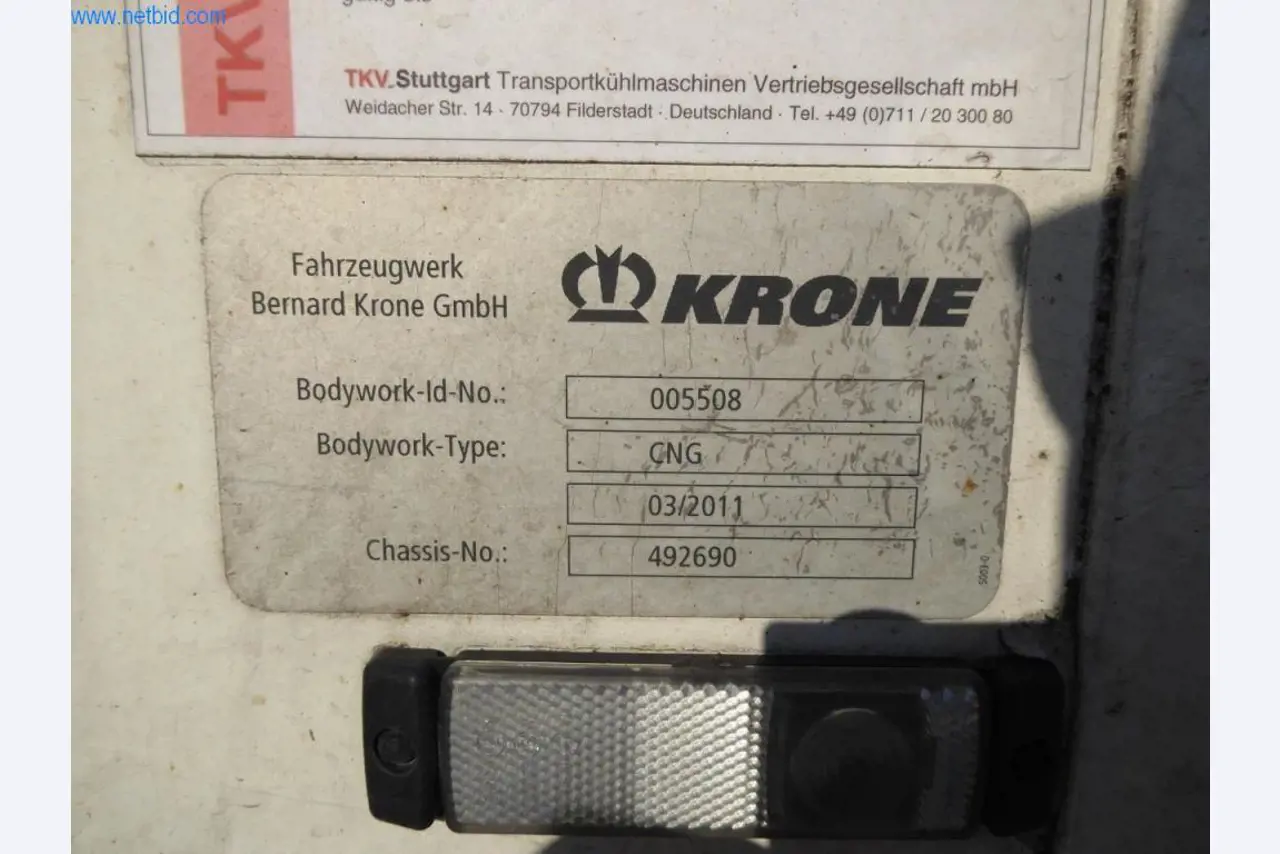 www.netbid.com
TKV
TKV Stuttgart Transportkühlmaschinen Vertriebsgesellschaft mbH
Weidacher Str. 14 · 70794 Filderstadt · Deutschland · Tel. +49 (0)711 / 20 300 80
Fahrzeugwerk
Bernard Krone GmbH
KRONE
Bodywork-Id-No.: 005508
Bodywork-Type: CNG
03/2011
Chassis-No.: 492690